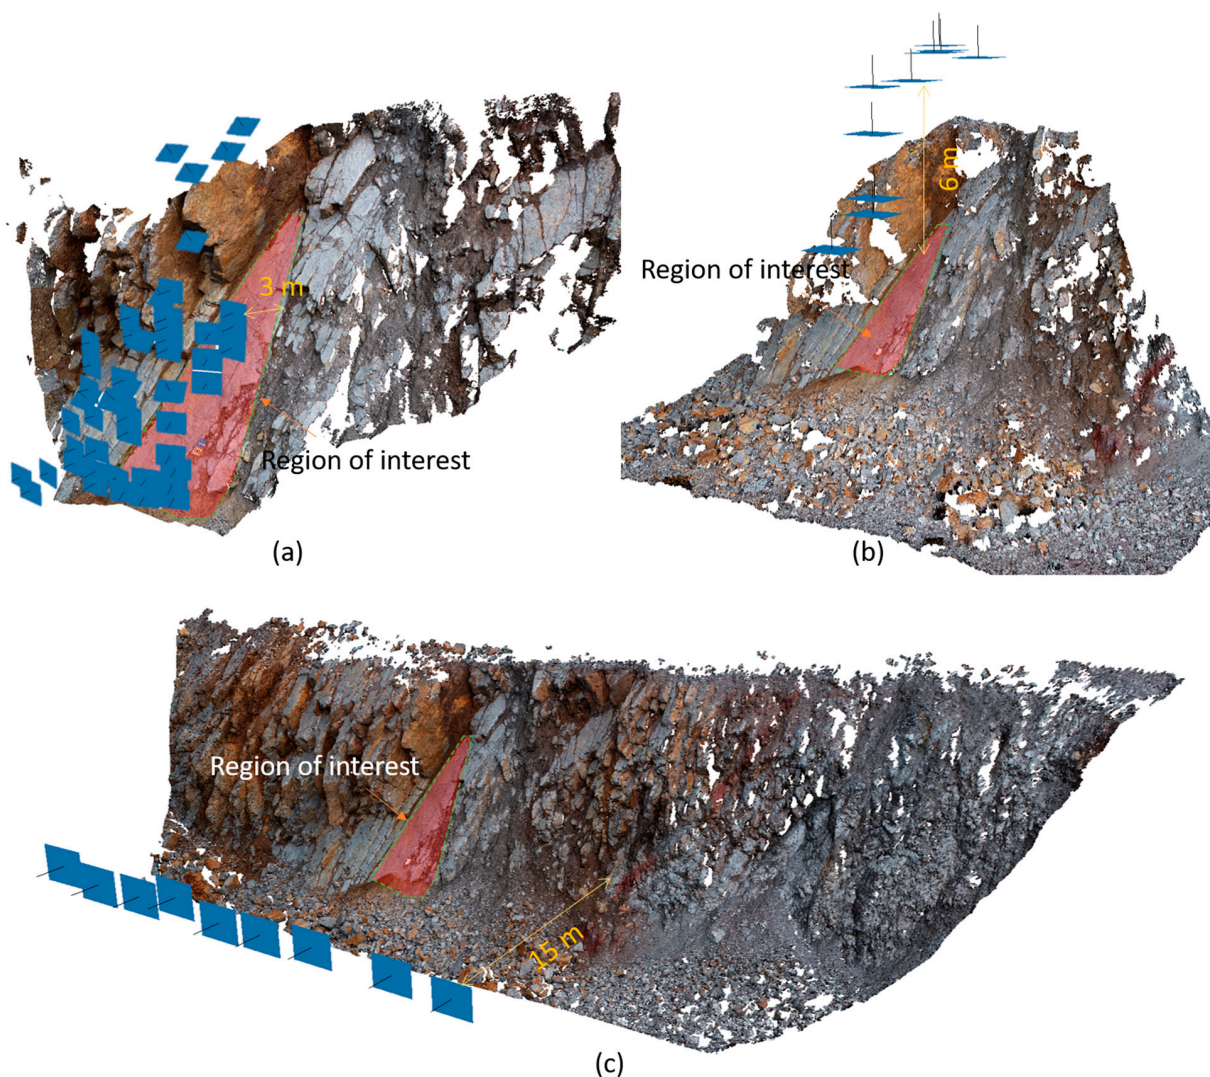 3 m
Region of interest
(a)
6 m
Region of interest
(b)
Region of interest
15 m
(c)